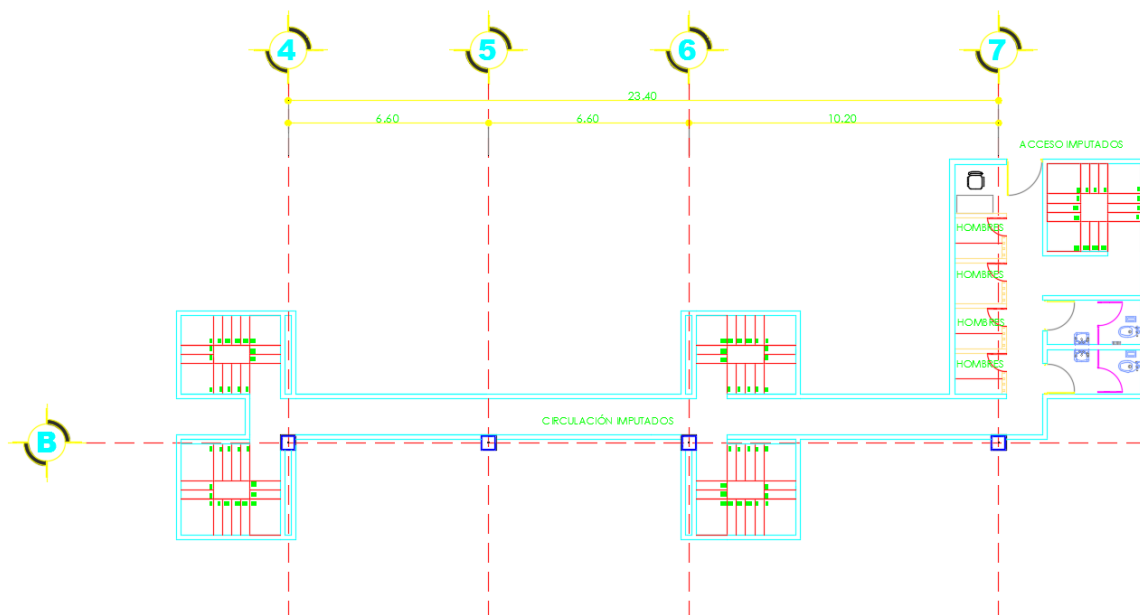 4
5
6
7
23.40
6.60
6.60
10.20
ACCESO IMPUTADOS
HOMBRES
HOMBRES
HOMBRES
HOMBRES
CIRCULACIÓN IMPUTADOS
B